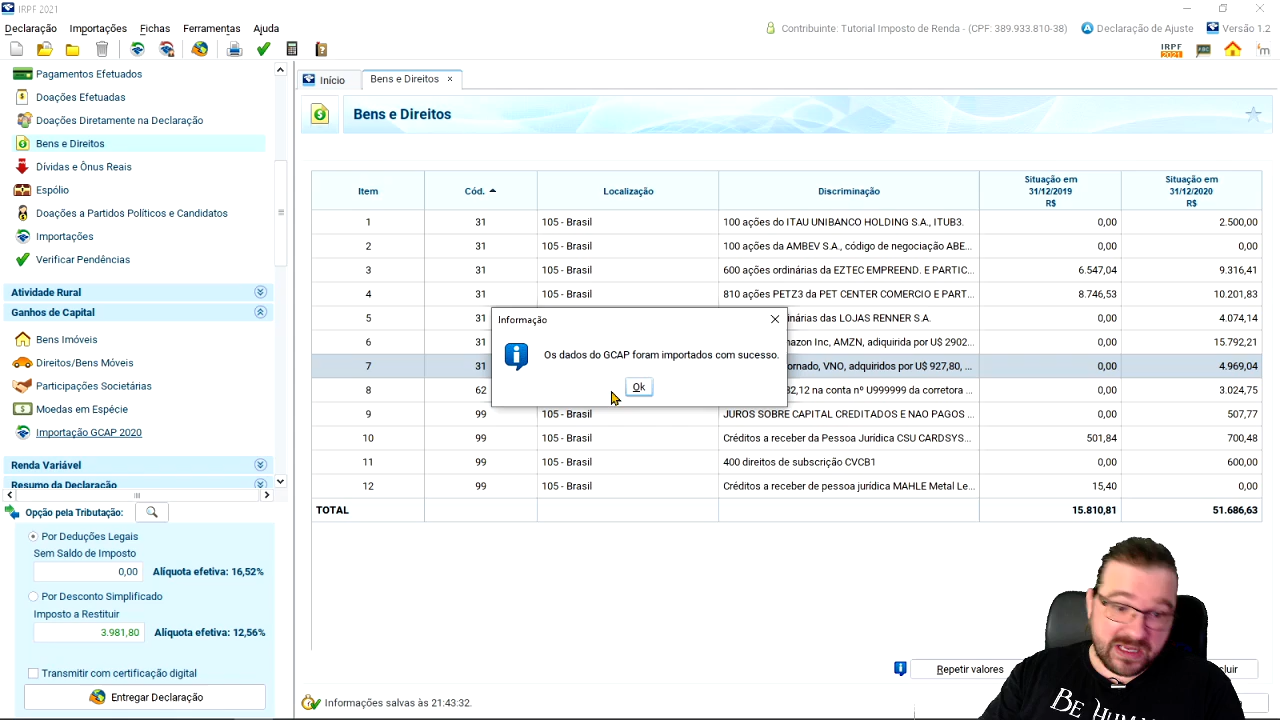 IRPF 2021
Declaração Importações Fichas Ferramentas Ajuda
Contribuinte: Tutorial Imposto de Renda - (CPF: 389.933.810-38) Declaração de Ajuste Versão 1.2
IRPF 2021
Pagamentos Efetuados
Doações Efetuadas
Doações Diretamente na Declaração
Bens e Direitos
Dívidas e Ônus Reais
Espólio
Doações a Partidos Políticos e Candidatos
Importações
Verificar Pendências
Atividade Rural
Ganhos de Capital
Bens Imóveis
Direitos/Bens Móveis
Participações Societárias
Moedas em Espécie
Importação GCAP 2020
Renda Variável
Resumo da Declaração
Opção pela Tributação:
Por Deduções Legais
Sem Saldo de Imposto
0,00 Alíquota efetiva: 16,52%
Por Desconto Simplificado
Imposto a Restituir
3.981,80 Alíquota efetiva: 12,56%
Transmitir com certificação digital
Entregar Declaração
Início Bens e Direitos ×
Bens e Direitos
Item Cód. Localização Discriminação Situação em 31/12/2019 R$ Situação em 31/12/2020 R$
1 31 105 - Brasil 100 ações do ITAU UNIBANCO HOLDING S.A., ITUB3. 0,00 2.500,00
2 31 105 - Brasil 100 ações da AMBEV S.A., código de negociação ABE... 0,00 0,00
3 31 105 - Brasil 600 ações ordinárias da EZTEC EMPREEND. E PARTIC... 6.547,04 9.316,41
4 31 105 - Brasil 810 ações PETZ3 da PET CENTER COMERCIO E PART... 8.746,53 10.201,83
5 31 dinárias das LOJAS RENNER S.A. 0,00 4.074,14
6 31 azon Inc, AMZN, adiquirida por U$ 2902... 0,00 15.792,21
7 31 ornado, VNO, adquiridos por U$ 927,80, ... 0,00 4.969,04
8 62 32,12 na conta nº U999999 da corretora 0,00 3.024,75
9 99 105 - Brasil JUROS SOBRE CAPITAL CREDITADOS E NAO PAGOS ... 0,00 507,77
10 99 105 - Brasil Créditos a receber da Pessoa Jurídica CSU CARDSYS... 501,84 700,48
11 99 105 - Brasil 400 direitos de subscrição CVCB1 0,00 600,00
12 99 105 - Brasil Créditos a receber de pessoa jurídica MAHLE Metal Le... 15,40 0,00
TOTAL 15.810,81 51.686,63
Informação
Os dados do GCAP foram importados com sucesso.
Ok
Repetir valores
cluir
Informações salvas às 21:43:32.
BE HUM